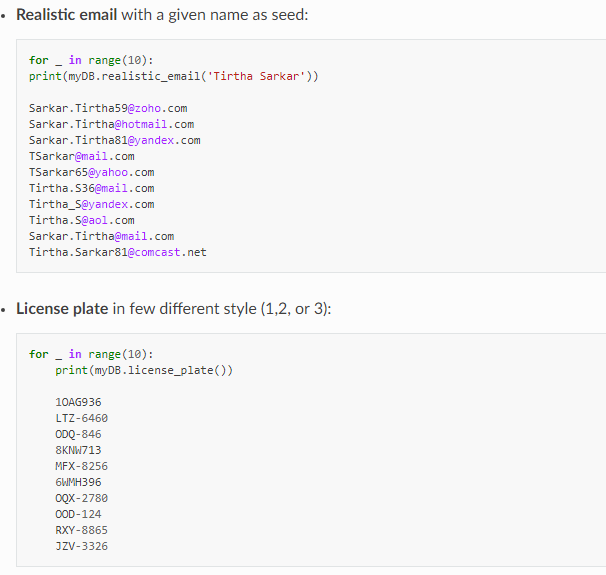 • Realistic email with a given name as seed:
for _ in range(10):
print(myDB.realistic_email('Tirtha Sarkar'))
Sarkar.Tirtha59@zoho.com
Sarkar.Tirtha@hotmail.com
Sarkar.Tirtha81@yandex.com
TSarkar@mail.com
TSarkar65@yahoo.com
Tirtha.S36@mail.com
Tirtha_S@yandex.com
Tirtha.S@aol.com
Sarkar.Tirtha@mail.com
Tirtha.Sarkar81@comcast.net
• License plate in few different style (1,2, or 3):
for _ in range(10):
    print(myDB.license_plate())
    1OAG936
    LTZ-6460
    ODQ-846
    8KNW713
    MFX-8256
    6WMH396
    OQX-2780
    OOD-124
    RXY-8865
    JZV-3326